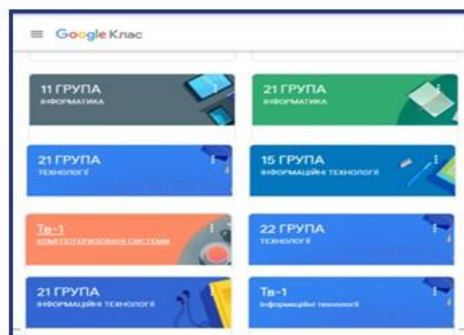 Google Клас
11 ГРУПА
ІНФОРМАТИКА
21 ГРУПА
ІНФОРМАТИКА
21 ГРУПА
ТЕХНОЛОГІЇ
15 ГРУПА
ІНФОРМАЦІЙНІ ТЕХНОЛОГІЇ
Тв-1
КОМП'ЮТЕРИЗОВАНІ СИСТЕМИ
22 ГРУПА
ТЕХНОЛОГІЇ
21 ГРУПА
ІНФОРМАЦІЙНІ ТЕХНОЛОГІЇ
Тв-1
Інформаційні технології